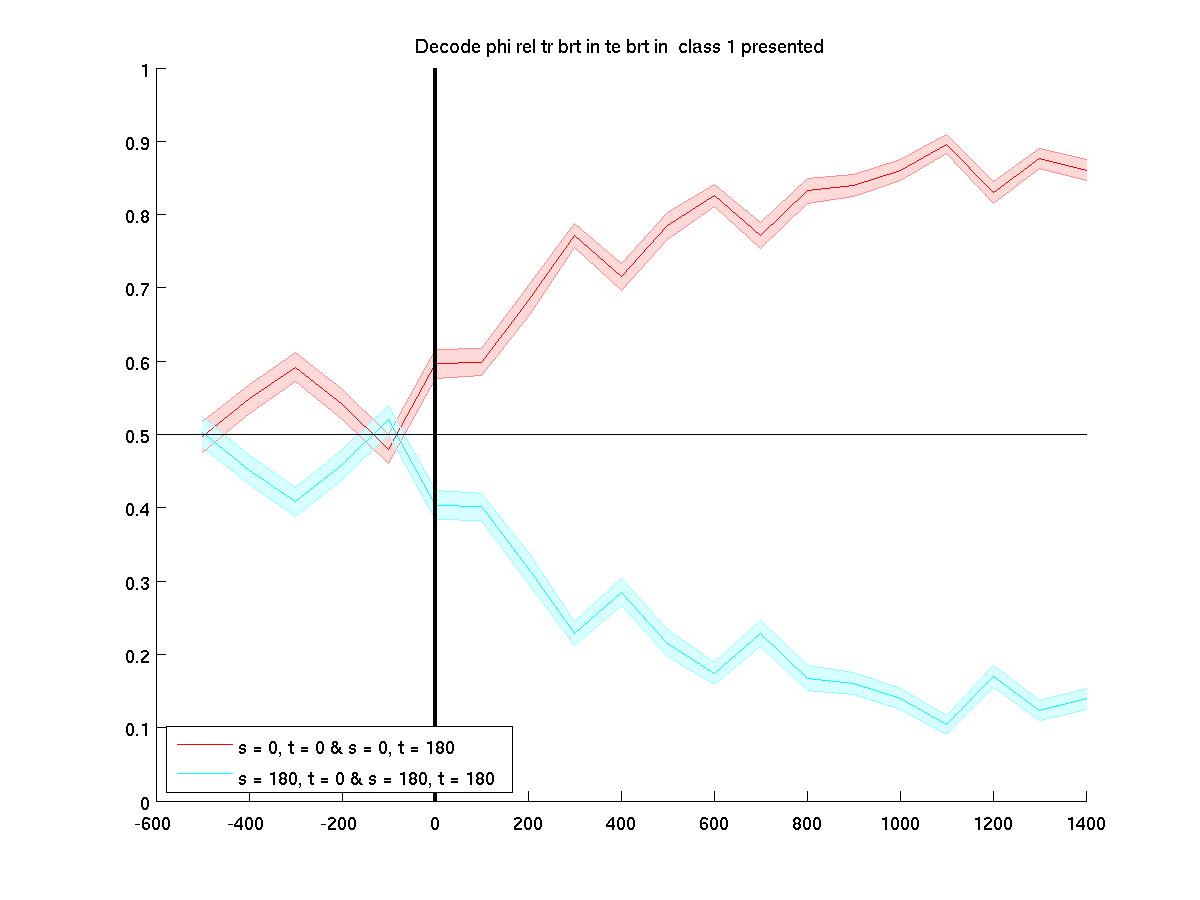 Decode phi rel tr brt in te brt in  class 1 presented
1
0.9
0.8
0.7
0.6
0.5
0.4
0.3
0.2
0.1
0
s = 0, t = 0 & s = 0, t = 180
s = 180, t = 0 & s = 180, t = 180
-600 -400 -200 0 200 400 600 800 1000 1200 1400